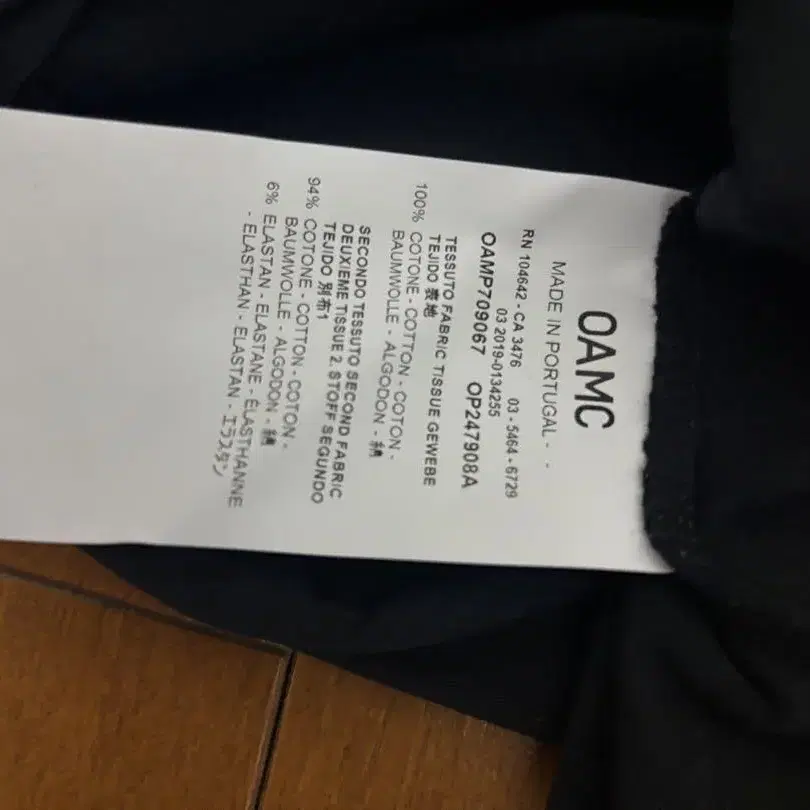 OAMC
MADE IN PORTUGAL - -
RN 104642 - CA 3476 03 - 5464 - 6729
03 2019-0134255
OAMP709067 OP247908A
TESSUTO FABRIC TISSUE GEWEBE
TEJIDO 表地
100% COTONE - COTTON - COTON -
BAUMWOLLE - ALGODON - 綿
SECONDO TESSUTO SECOND FABRIC
DEUXIEME TISSUE 2. STOFF SEGUNDO
TEJIDO 別布1
94% COTONE - COTTON - COTON -
BAUMWOLLE - ALGODON - 綿
6% ELASTAN - ELASTANE - ÉLASTHANNE
- ELASTHAN - ELASTAN - エラスタン